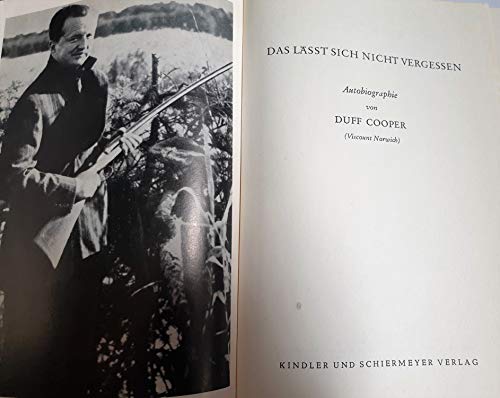 DAS LÄSST SICH NICHT VERGESSEN
Autobiographie
von
DUFF COOPER
(Viscount Norwich)
KINDLER UND SCHIERMEYER VERLAG